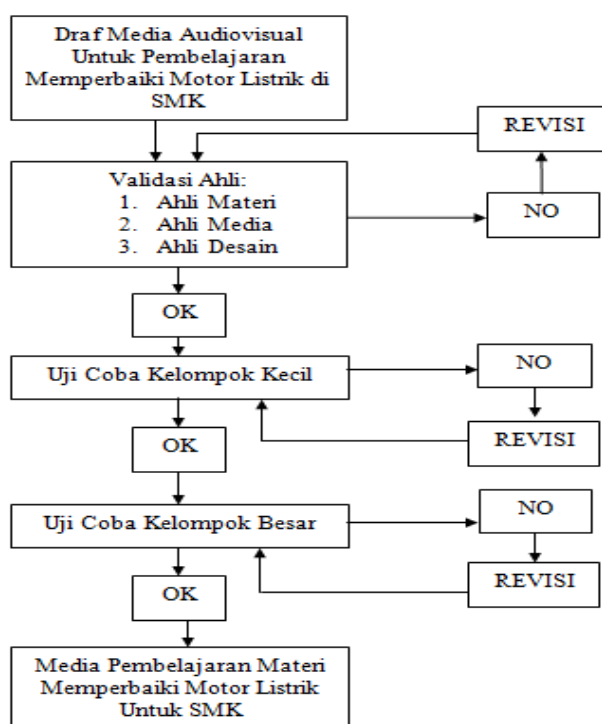 Draf Media Audiovisual
Untuk Pembelajaran
Memperbaiki Motor Listrik di
SMK
REVISI
Validasi Ahli:
1. Ahli Materi
2. Ahli Media
3. Ahli Desain
NO
OK
Uji Coba Kelompok Kecil
NO
REVISI
OK
Uji Coba Kelompok Besar
NO
REVISI
OK
Media Pembelajaran Materi
Memperbaiki Motor Listrik
Untuk SMK